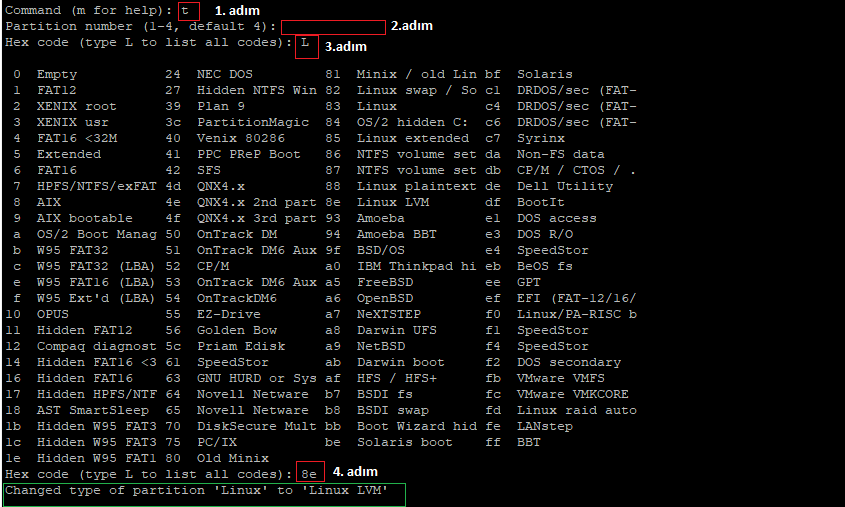 Command (m for help): t 1. adım
Partition number (1-4, default 4): 2.adım
Hex code (type L to list all codes): L 3.adım
0 Empty 24 NEC DOS 81 Minix / old Lin bf Solaris
1 FAT12 27 Hidden NTFS Win 82 Linux swap / So c1 DRDOS/sec (FAT-
2 XENIX root 39 Plan 9 83 Linux c4 DRDOS/sec (FAT-
3 XENIX usr 3c PartitionMagic 84 OS/2 hidden C: c6 DRDOS/sec (FAT-
4 FAT16 <32M 40 Venix 80286 85 Linux extended c7 Syrinx
5 Extended 41 PPC PReP Boot 86 NTFS volume set da Non-FS data
6 FAT16 42 SFS 87 NTFS volume set db CP/M / CTOS / .
7 HPFS/NTFS/exFAT 4d QNX4.x 88 Linux plaintext de Dell Utility
8 AIX 4e QNX4.x 2nd part 8e Linux LVM df BootIt
9 AIX bootable 4f QNX4.x 3rd part 93 Amoeba e1 DOS access
a OS/2 Boot Manag 50 OnTrack DM 94 Amoeba BBT e3 DOS R/O
b W95 FAT32 51 OnTrack DM6 Aux 9f BSD/OS e4 SpeedStor
c W95 FAT32 (LBA) 52 CP/M a0 IBM Thinkpad hi eb BeOS fs
e W95 FAT16 (LBA) 53 OnTrack DM6 Aux a5 FreeBSD ee GPT
f W95 Ext'd (LBA) 54 OnTrackDM6 a6 OpenBSD ef EFI (FAT-12/16/
10 OPUS 55 EZ-Drive a7 NeXTSTEP f0 Linux/PA-RISC b
11 Hidden FAT12 56 Golden Bow a8 Darwin UFS f1 SpeedStor
12 Compaq diagnost 5c Priam Edisk a9 NetBSD f4 SpeedStor
14 Hidden FAT16 <3 61 SpeedStor ab Darwin boot f2 DOS secondary
16 Hidden FAT16 63 GNU HURD or Sys af HFS / HFS+ fb VMware VMFS
17 Hidden HPFS/NTF 64 Novell Netware b7 BSDI fs fc VMware VMKCORE
18 AST SmartSleep 65 Novell Netware b8 BSDI swap fd Linux raid auto
1b Hidden W95 FAT3 70 DiskSecure Mult bb Boot Wizard hid fe LANstep
1c Hidden W95 FAT3 75 PC/IX be Solaris boot ff BBT
1e Hidden W95 FAT1 80 Old Minix
Hex code (type L to list all codes): 8e 4. adım
Changed type of partition 'Linux' to 'Linux LVM'